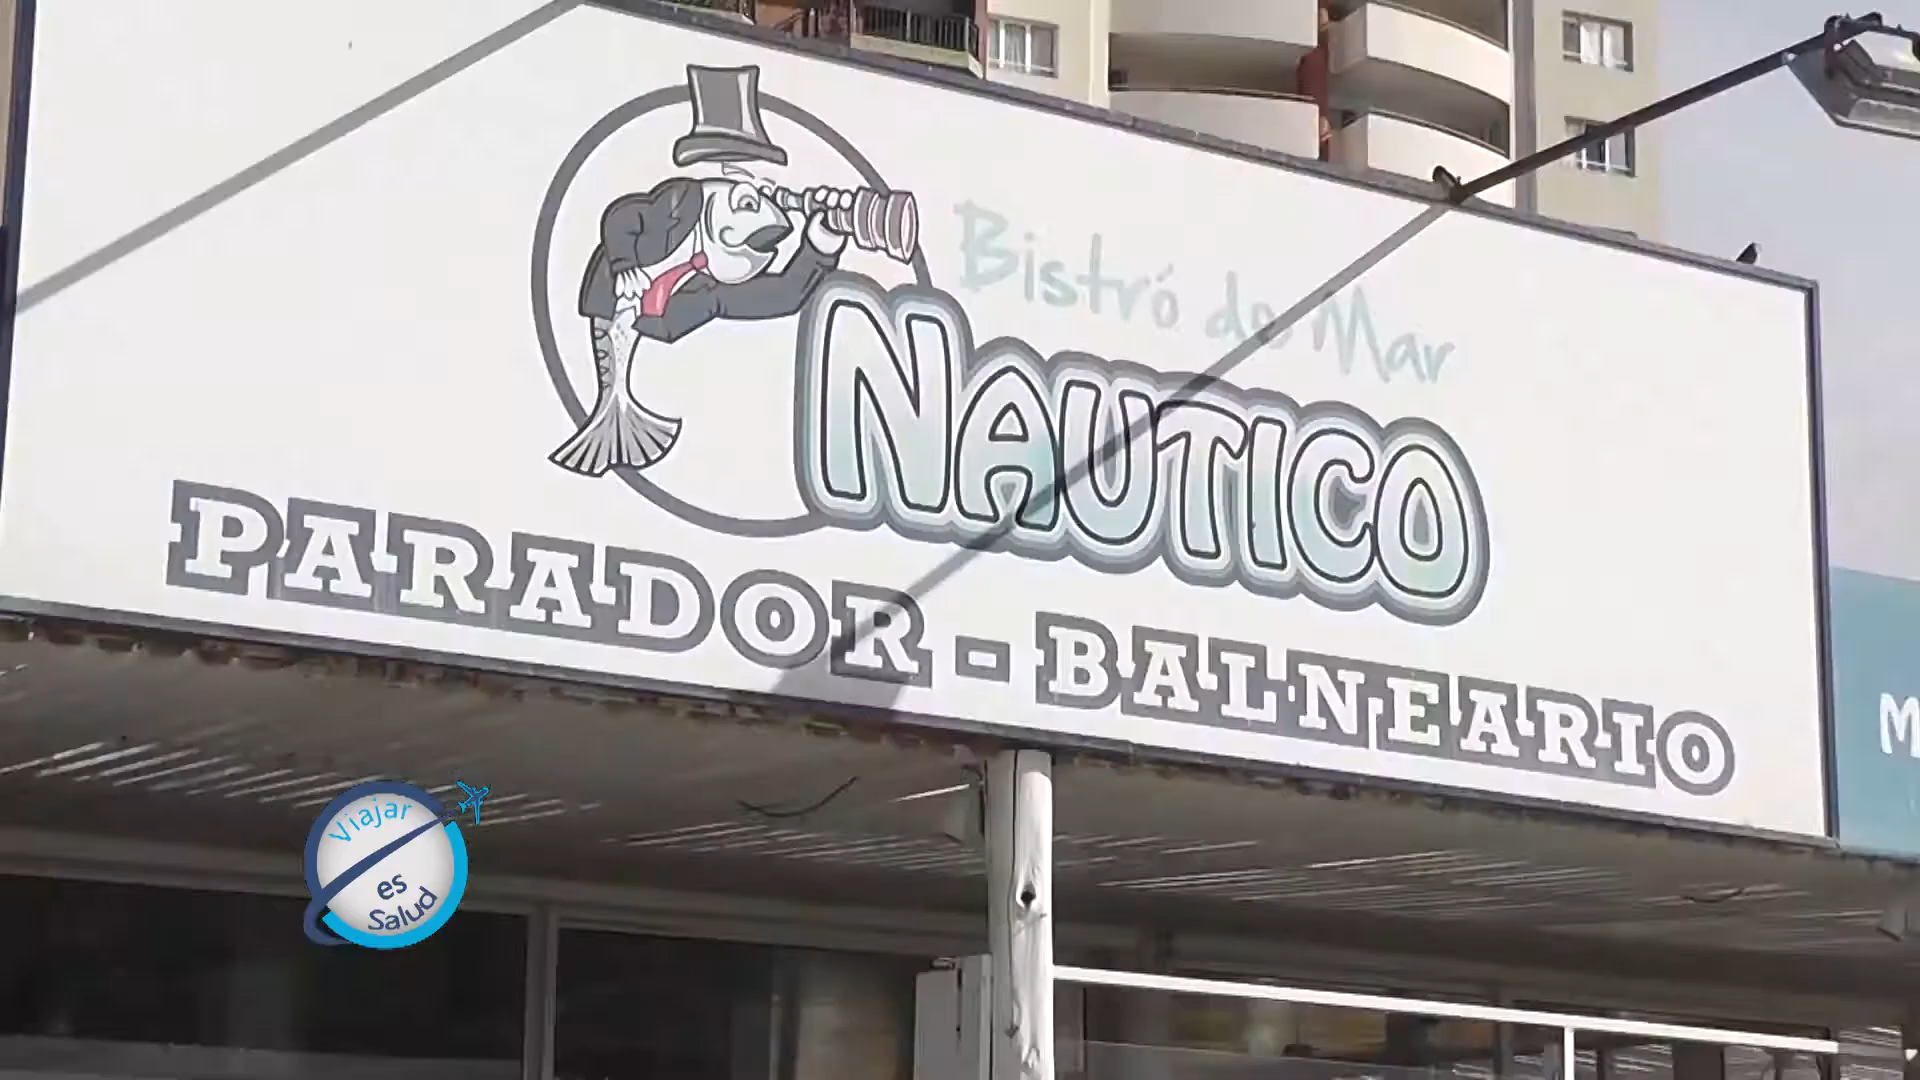 Bistró do Mar
NAUTICO
PARADOR - BALNEARIO
Viajar
es
Salud
M